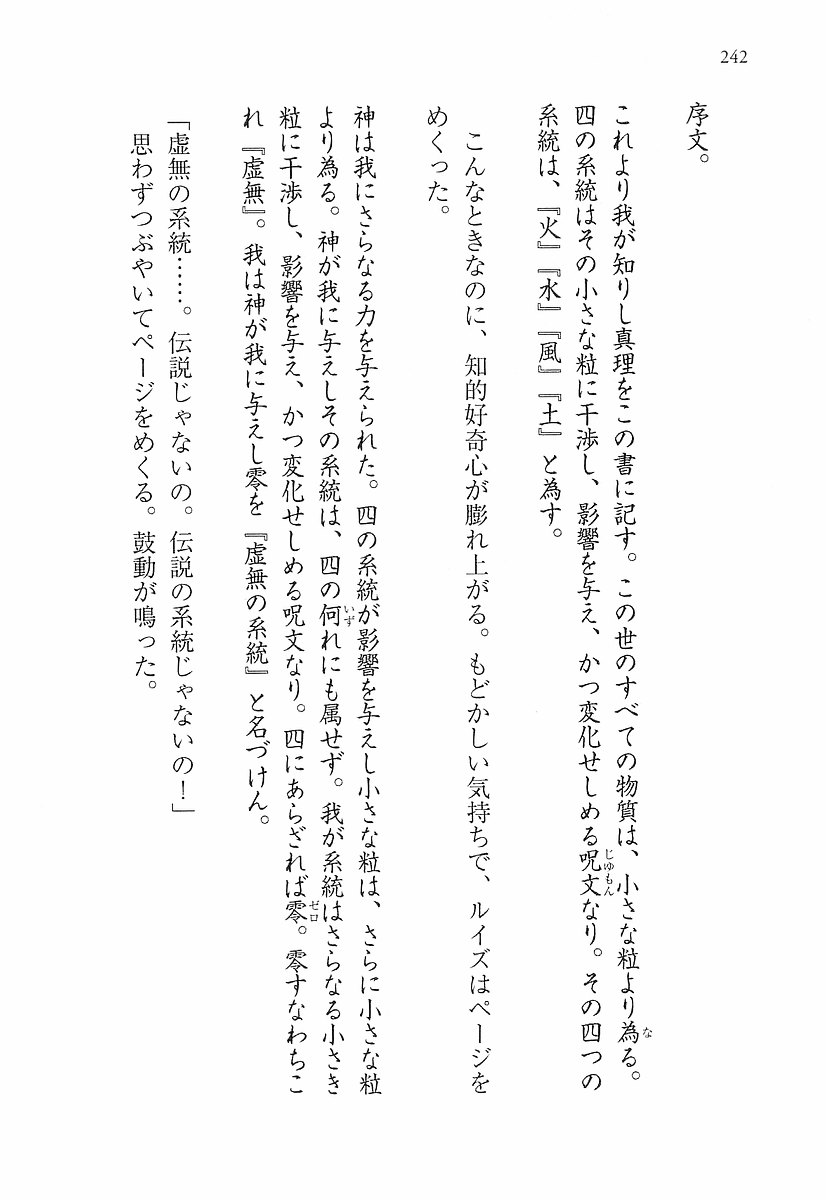 242
序文。
これより我が知りし真理をこの書に記す。この世のすべての物質は、小さな粒より為る。
四の系統はその小さな粒に干渉し、影響を与え、かつ変化せしめる呪文なり。その四つの
系統は、『火』『水』『風』『土』と為す。
こんなときなのに、知的好奇心が膨れ上がる。もどかしい気持ちで、ルイズはページを
めくった。
神は我にさらなる力を与えられた。四の系統が影響を与えし小さな粒は、さらに小さな粒
より為る。神が我に与えしその系統は、四の何れにも属せず。我が系統はさらなる小さき
粒に干渉し、影響を与え、かつ変化せしめる呪文なり。四にあらざれば零。零すなわちこ
れ『虚無』。我は神が我に与えし零を『虚無の系統』と名づけん。
「虚無の系統……。伝説じゃないの。伝説の系統じゃないの！」
思わずつぶやいてページをめくる。鼓動が鳴った。